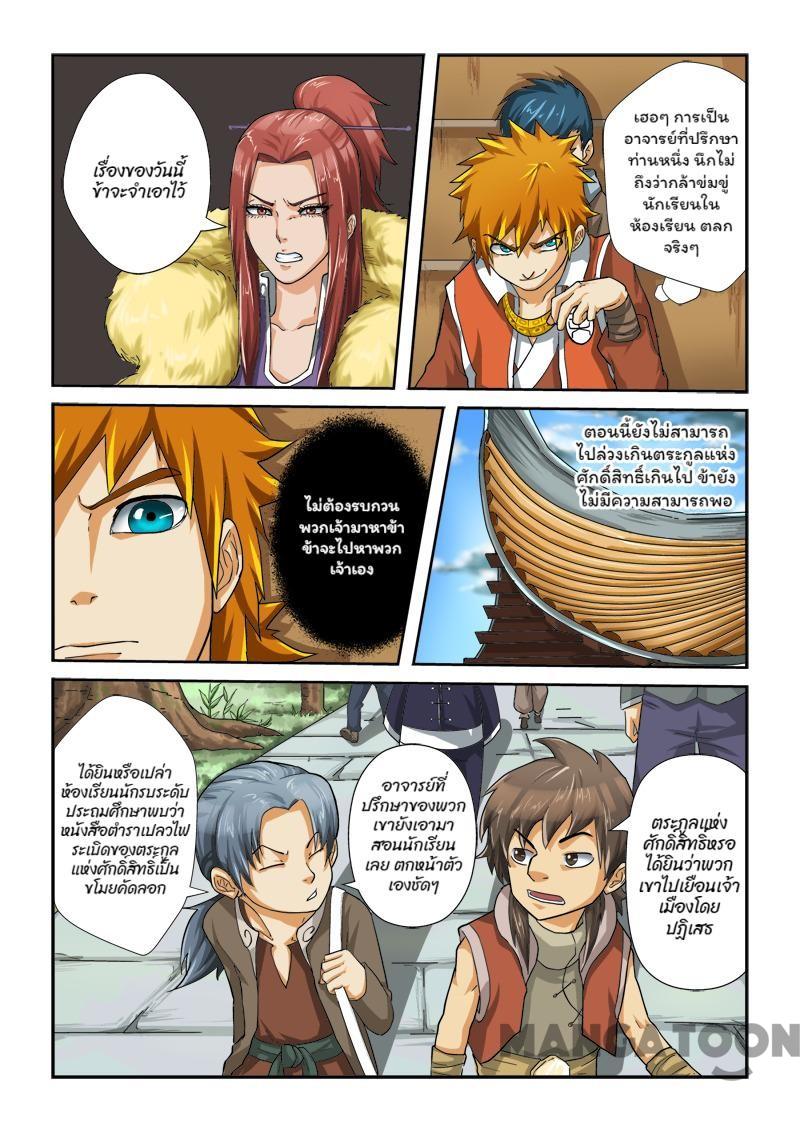 เรื่องของวันนี้
ข้าจะจำเอาไว้
เฮอๆ การเป็น
อาจารย์ที่ปรึกษา
ท่านหนึ่ง นึกไม่
ถึงว่ากล้าข่มขู่
นักเรียนใน
ห้องเรียน ตลก
จริงๆ
ไม่ต้องรบกวน
พวกเจ้ามาหาข้า
ข้าจะไปหาพวก
เจ้าเอง
ตอนนี้ยังไม่สามารถ
ไปล่วงเกินตระกูลแห่ง
ศักดิ์สิทธิ์เกินไป ข้ายัง
ไม่มีความสามารถพอ
ได้ยินหรือเปล่า
ห้องเรียนนักรบระดับ
ประถมศึกษาพบว่า
หนังสือตำราเปลวไฟ
ระเบิดของตระกูล
แห่งศักดิ์สิทธิ์เป็น
ขโมยคัดลอก
อาจารย์ที่
ปรึกษาของพวก
เขายังเอามา
สอนนักเรียน
เลย ตกหน้าตัว
เองชัดๆ
ตระกูลแห่ง
ศักดิ์สิทธิ์หรอ
ได้ยินว่าพวก
เขาไปเยือนเจ้า
เมืองโดย
ปฏิเสธ
MANGATOON